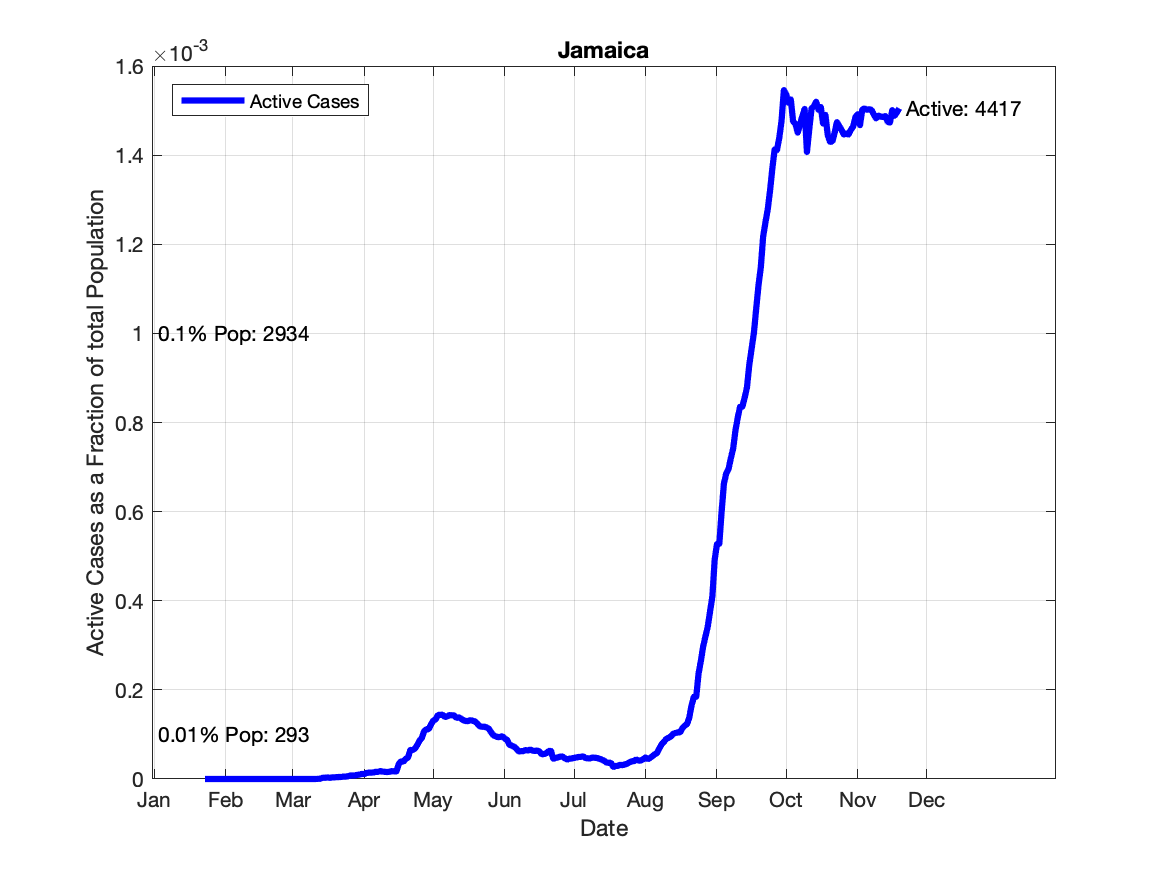 Jamaica
×10⁻³
1.6
Active Cases
Active: 4417
1.4
1.2
1
0.1% Pop: 2934
0.8
0.6
0.4
0.2
0.01% Pop: 293
0
Active Cases as a Fraction of total Population
Jan Feb Mar Apr May Jun Jul Aug Sep Oct Nov Dec
Date